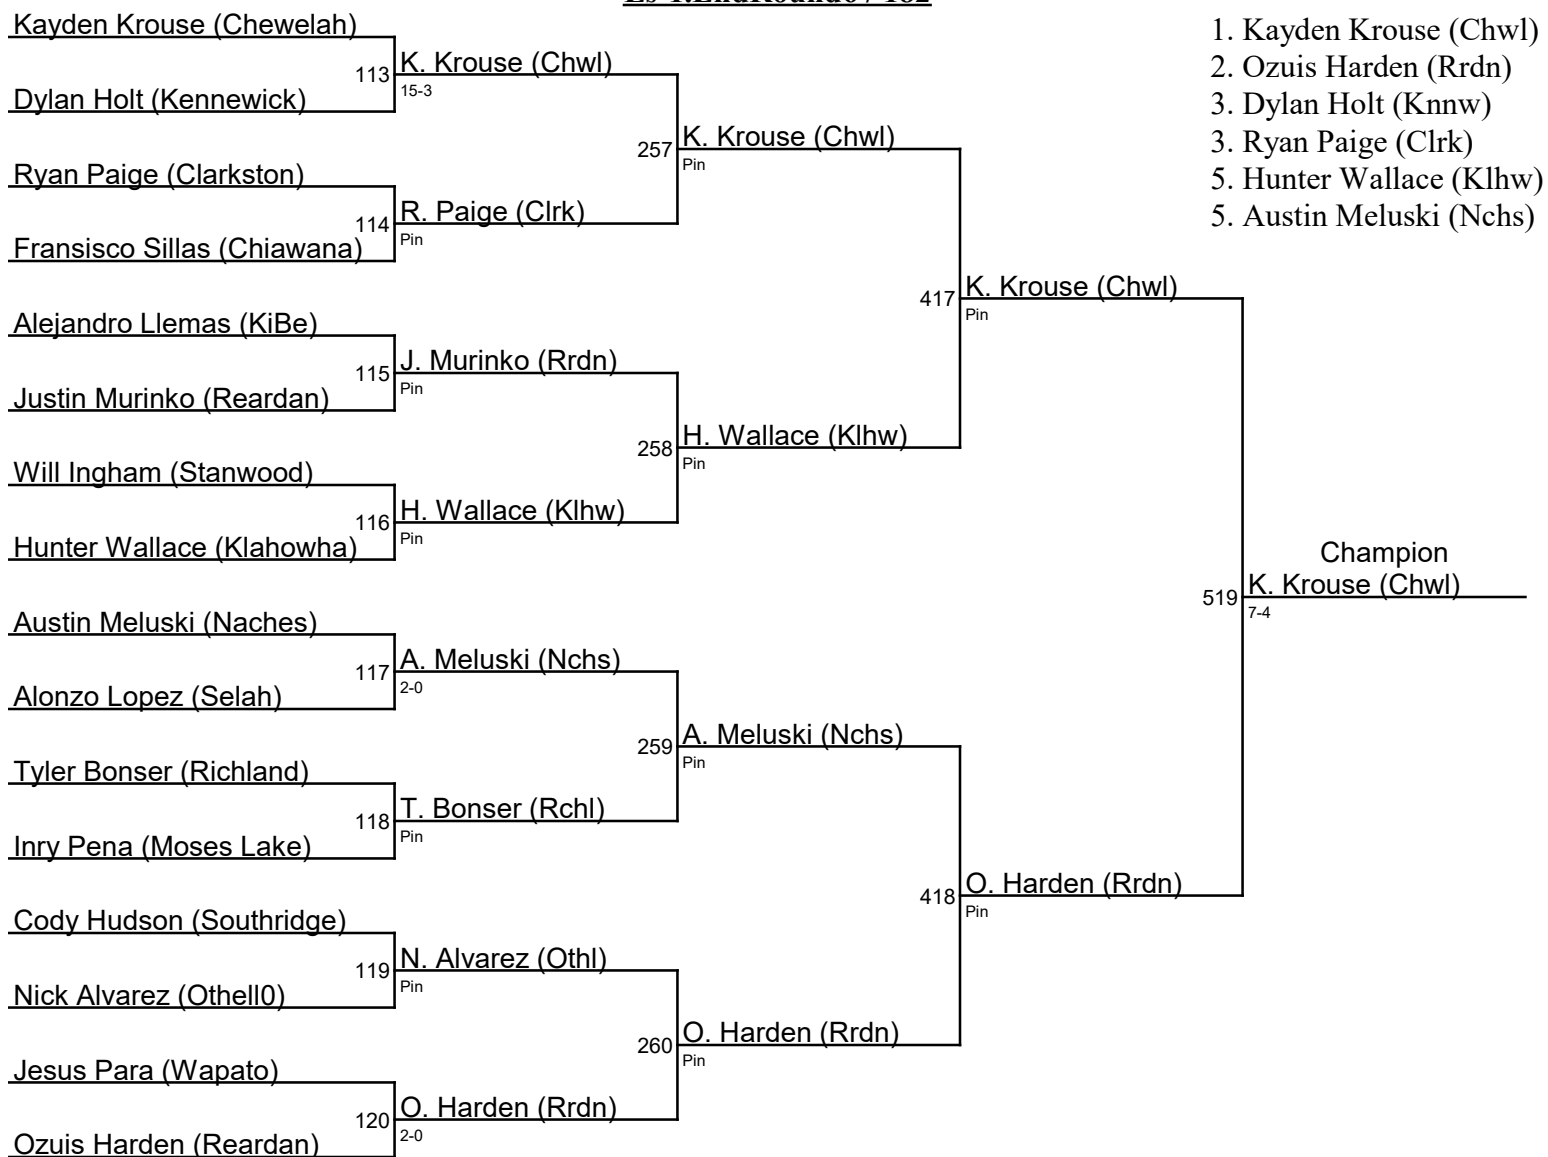 Kayden Krouse (Chewelah)
113 K. Krouse (Chwl)
15-3
Dylan Holt (Kennewick)
257 K. Krouse (Chwl)
Pin
Ryan Paige (Clarkston)
114 R. Paige (Clrk)
Pin
Fransisco Sillas (Chiawana)
417 K. Krouse (Chwl)
Pin
Alejandro Llemas (KiBe)
115 J. Murinko (Rrdn)
Pin
Justin Murinko (Reardan)
258 H. Wallace (Klhw)
Pin
Will Ingham (Stanwood)
116 H. Wallace (Klhw)
Pin
Hunter Wallace (Klahowha)
Champion
519 K. Krouse (Chwl)
7-4
Austin Meluski (Naches)
117 A. Meluski (Nchs)
2-0
Alonzo Lopez (Selah)
259 A. Meluski (Nchs)
Pin
Tyler Bonser (Richland)
118 T. Bonser (Rchl)
Pin
Inry Pena (Moses Lake)
418 O. Harden (Rrdn)
Pin
Cody Hudson (Southridge)
119 N. Alvarez (Othl)
Pin
Nick Alvarez (Othell0)
260 O. Harden (Rrdn)
Pin
Jesus Para (Wapato)
120 O. Harden (Rrdn)
2-0
Ozuis Harden (Reardan)
1. Kayden Krouse (Chwl)
2. Ozuis Harden (Rrdn)
3. Dylan Holt (Knnw)
3. Ryan Paige (Clrk)
5. Hunter Wallace (Klhw)
5. Austin Meluski (Nchs)